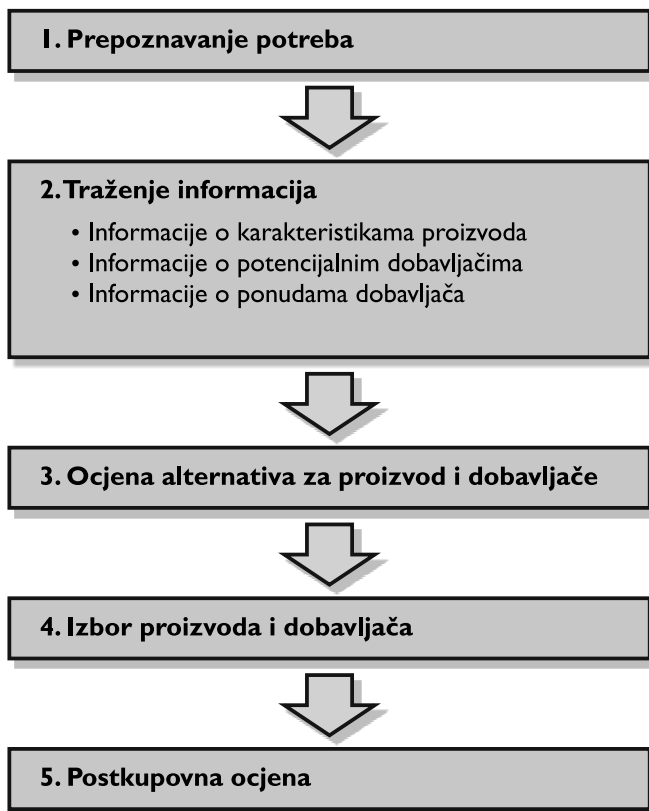 1. Prepoznavanje potreba
2. Traženje informacija
• Informacije o karakteristikama proizvoda
• Informacije o potencijalnim dobavljačima
• Informacije o ponudama dobavljača
3. Ocjena alternativa za proizvod i dobavljače
4. Izbor proizvoda i dobavljača
5. Postkupovna ocjena